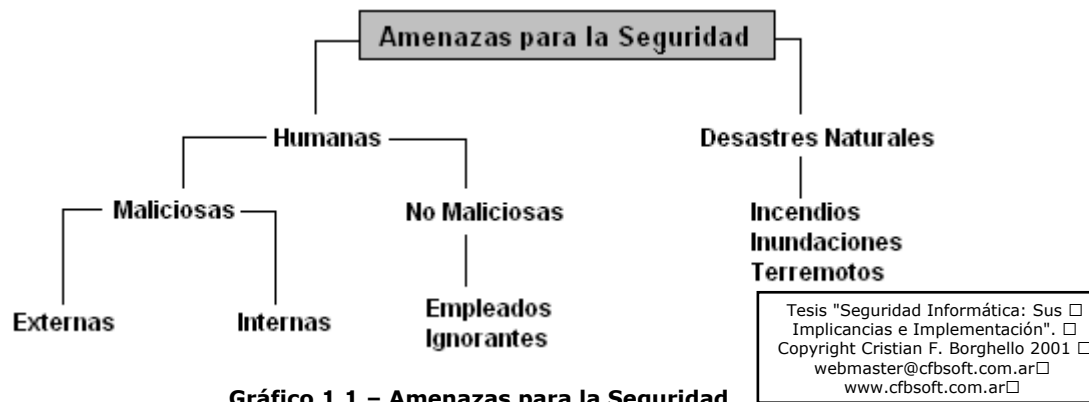 Amenazas para la Seguridad
Humanas
Desastres Naturales
Maliciosas
No Maliciosas
Incendios
Inundaciones
Terremotos
Externas
Internas
Empleados
Ignorantes
Tesis "Seguridad Informática: Sus □
Implicancias e Implementación". □
Copyright Cristian F. Borghello 2001 □
webmaster@cfbsoft.com.ar□
www.cfbsoft.com.ar□
Gráfico 1.1 – Amenazas para la Seguridad